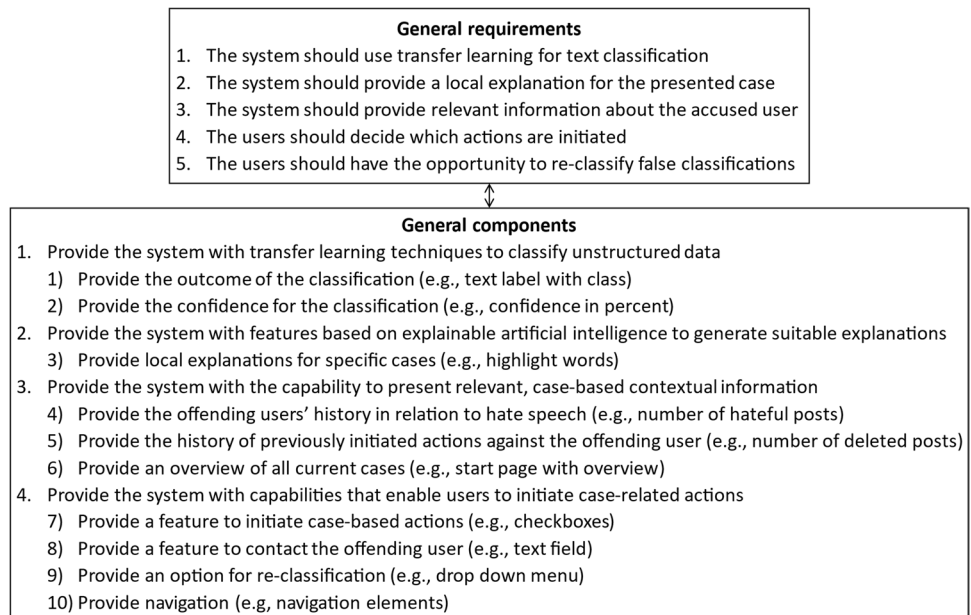 General requirements
1. The system should use transfer learning for text classification
2. The system should provide a local explanation for the presented case
3. The system should provide relevant information about the accused user
4. The users should decide which actions are initiated
5. The users should have the opportunity to re-classify false classifications
General components
1. Provide the system with transfer learning techniques to classify unstructured data
1) Provide the outcome of the classification (e.g., text label with class)
2) Provide the confidence for the classification (e.g., confidence in percent)
2. Provide the system with features based on explainable artificial intelligence to generate suitable explanations
3) Provide local explanations for specific cases (e.g., highlight words)
3. Provide the system with the capability to present relevant, case-based contextual information
4) Provide the offending users’ history in relation to hate speech (e.g., number of hateful posts)
5) Provide the history of previously initiated actions against the offending user (e.g., number of deleted posts)
6) Provide an overview of all current cases (e.g., start page with overview)
4. Provide the system with capabilities that enable users to initiate case-related actions
7) Provide a feature to initiate case-based actions (e.g., checkboxes)
8) Provide a feature to contact the offending user (e.g., text field)
9) Provide an option for re-classification (e.g., drop down menu)
10) Provide navigation (e.g, navigation elements)